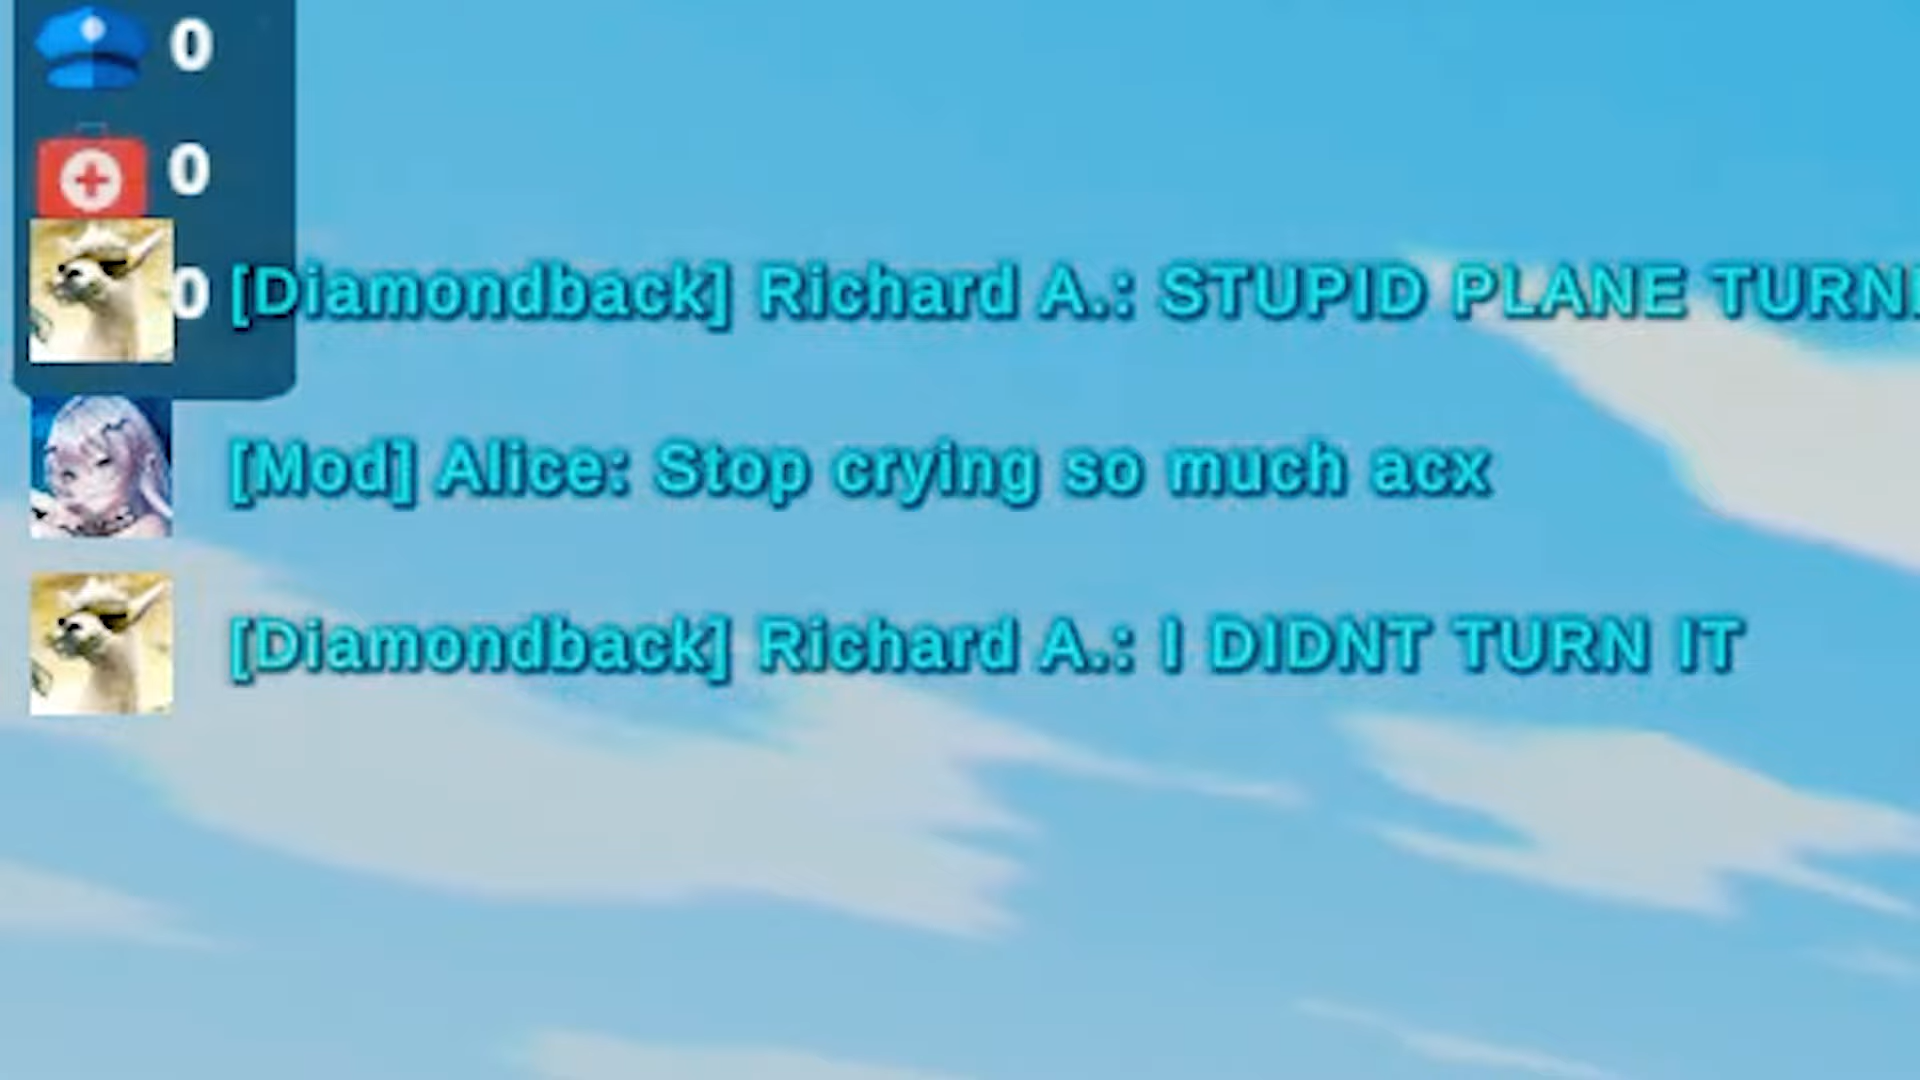 0
0
0 [Diamondback] Richard A.: STUPID PLANE
[Mod] Alice: Stop crying so much acx
[Diamondback] Richard A.: I DIDNT TURN IT